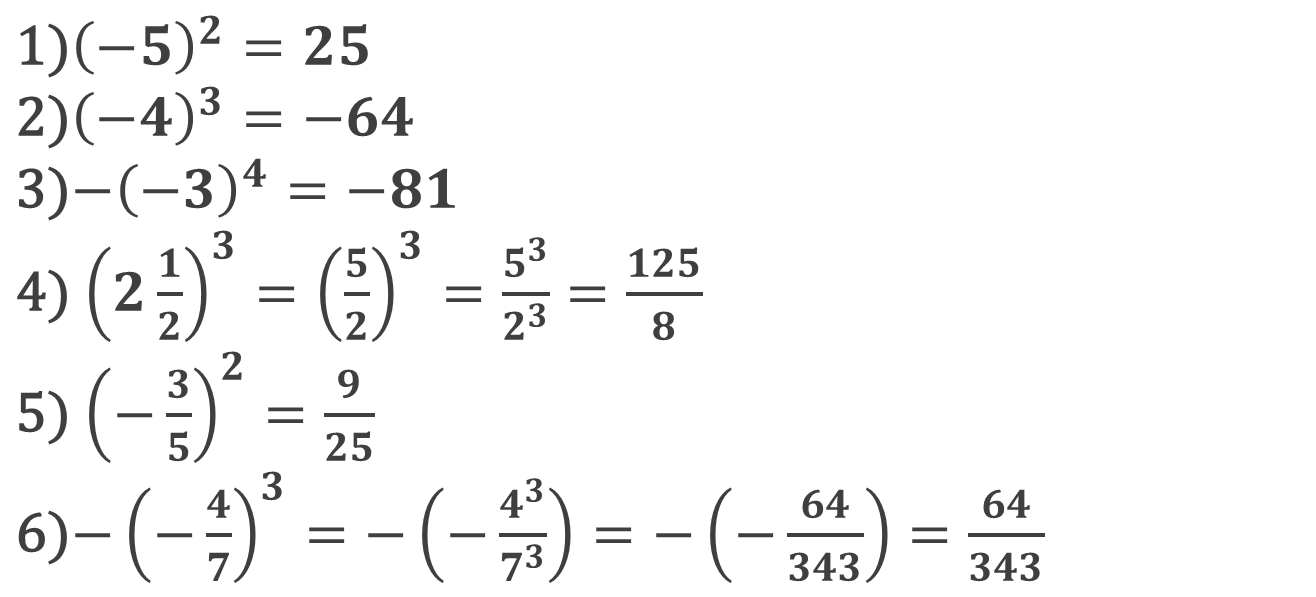 1)(−5)² = 25
2)(−4)³ = −64
3)−(−3)⁴ = −81
4) (2 1/2)³ = (5/2)³ = 5³/2³ = 125/8
5) (−3/5)² = 9/25
6)−(−4/7)³ = −(−4³/7³) = −(−64/343) = 64/343